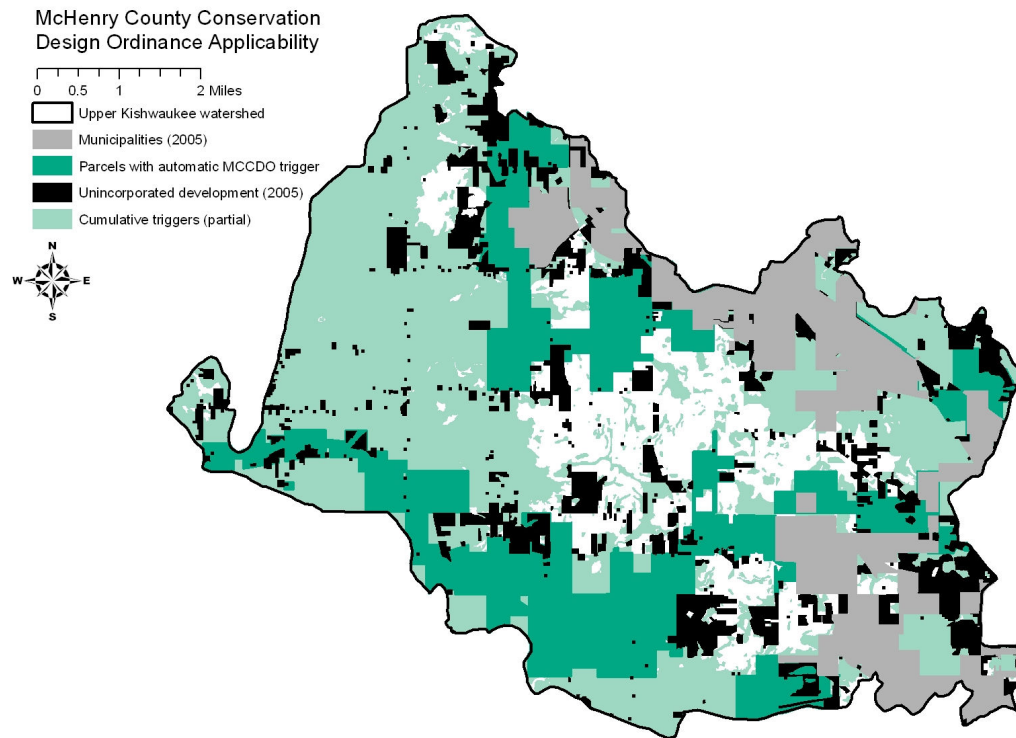 McHenry County Conservation
Design Ordinance Applicability
0 0.5 1 2 Miles
Upper Kishwaukee watershed
Municipalities (2005)
Parcels with automatic MCCDO trigger
Unincorporated development (2005)
Cumulative triggers (partial)
N
W E
S